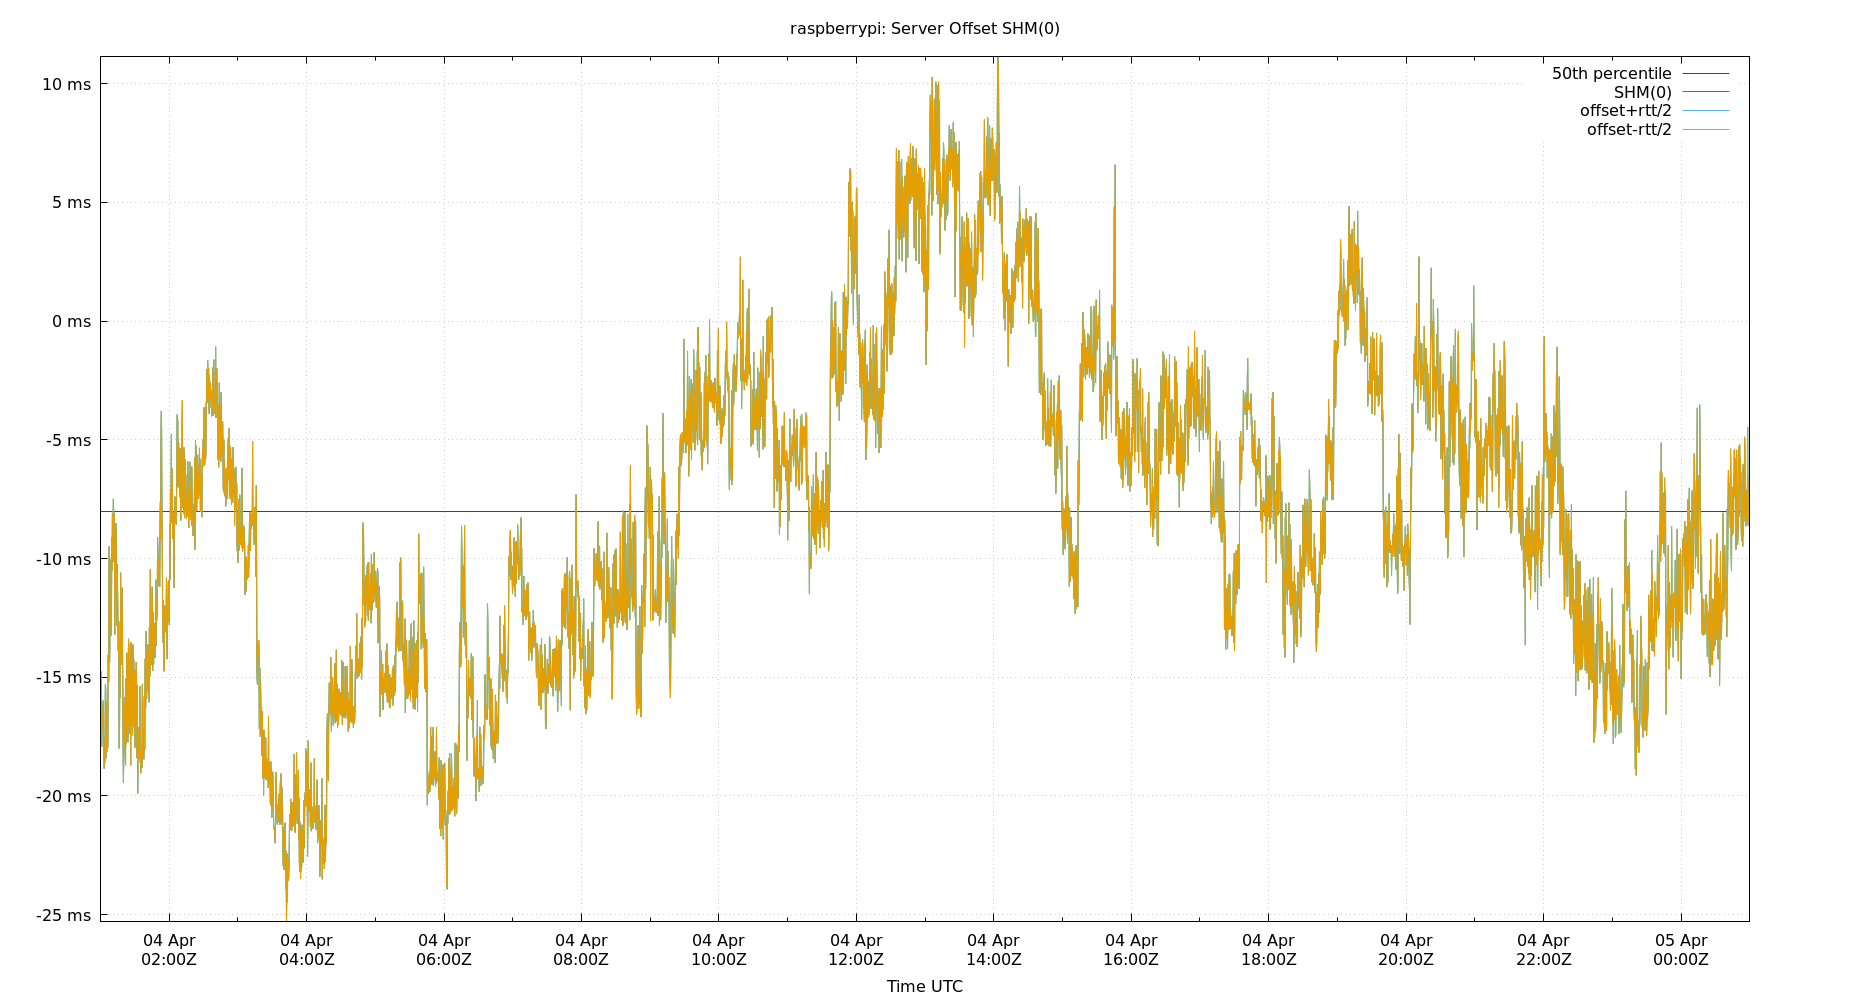 raspberrypi: Server Offset SHM(0)
50th percentile
SHM(0)
offset+rtt/2
offset-rtt/2
10 ms
5 ms
0 ms
-5 ms
-10 ms
-15 ms
-20 ms
-25 ms
04 Apr 04 Apr 04 Apr 04 Apr 04 Apr 04 Apr 04 Apr 04 Apr 04 Apr 04 Apr 04 Apr 05 Apr
02:00Z 04:00Z 06:00Z 08:00Z 10:00Z 12:00Z 14:00Z 16:00Z 18:00Z 20:00Z 22:00Z 00:00Z
Time UTC